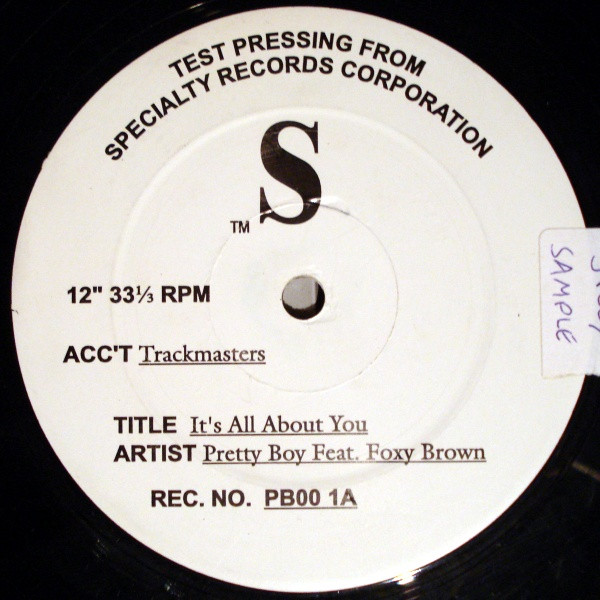 TEST PRESSING FROM
SPECIALTY RECORDS CORPORATION
S
TM
12" 33⅓ RPM
ACC'T Trackmasters
TITLE It's All About You
ARTIST Pretty Boy Feat. Foxy Brown
REC. NO. PB00 1A
SAMPLE